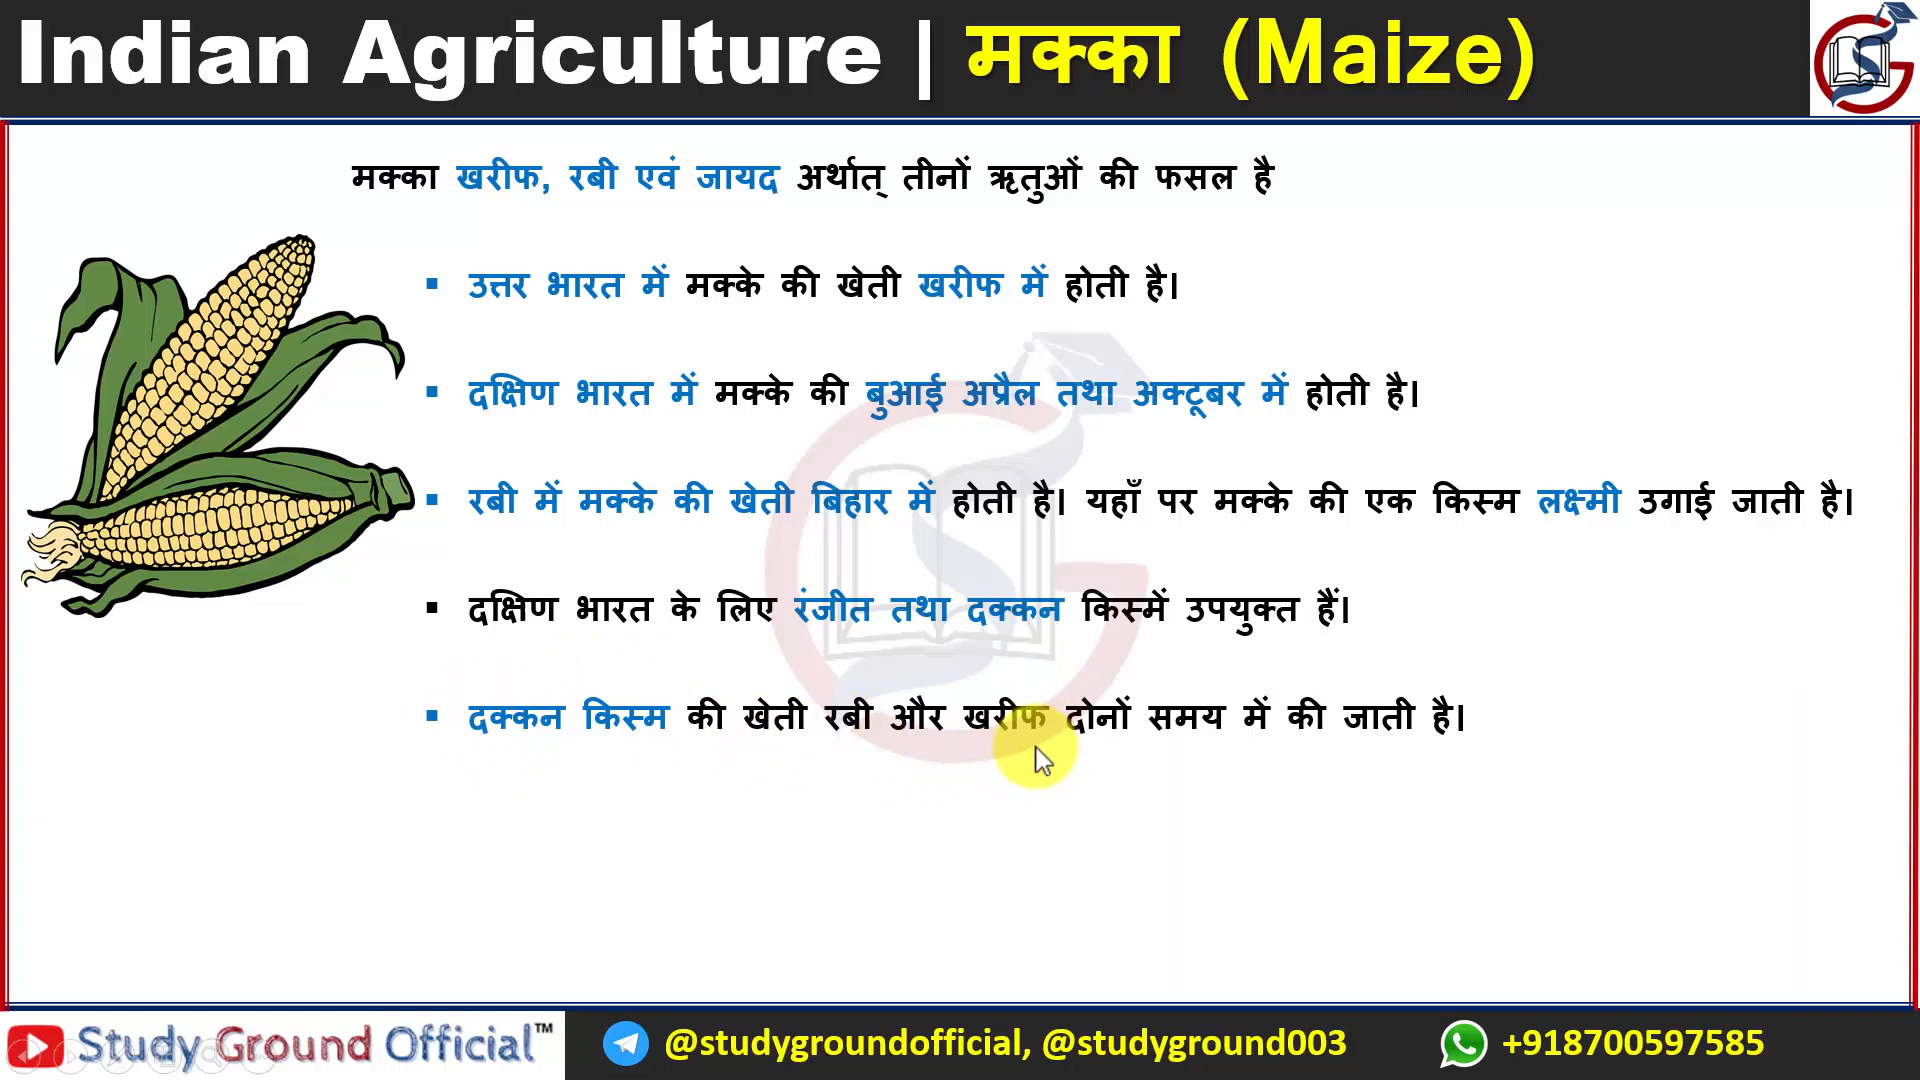 Indian Agriculture | मक्का (Maize)
मक्का खरीफ, रबी एवं जायद अर्थात् तीनों ऋतुओं की फसल है
▪ उत्तर भारत में मक्के की खेती खरीफ में होती है।
▪ दक्षिण भारत में मक्के की बुआई अप्रैल तथा अक्टूबर में होती है।
▪ रबी में मक्के की खेती बिहार में होती है। यहाँ पर मक्के की एक किस्म लक्ष्मी उगाई जाती है।
▪ दक्षिण भारत के लिए रंजीत तथा दक्कन किस्में उपयुक्त हैं।
▪ दक्कन किस्म की खेती रबी और खरीफ दोनों समय में की जाती है।
Study Ground Official™ @studygroundofficial, @studyground003 +918700597585